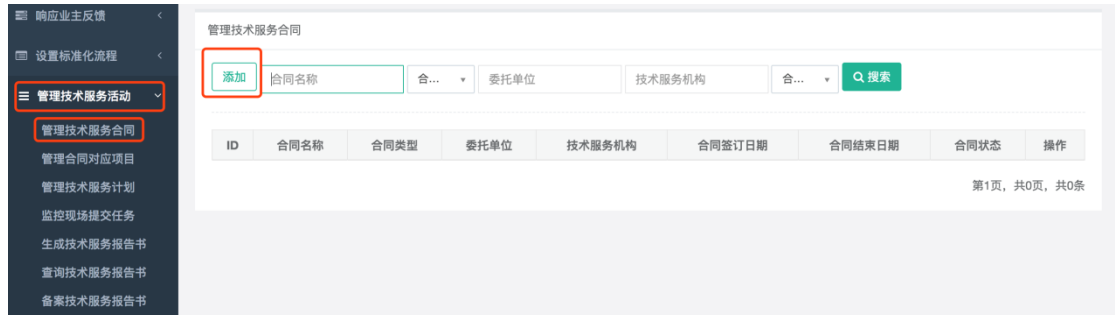 响应业主反馈
设置标准化流程
管理技术服务活动
管理技术服务合同
管理合同对应项目
管理技术服务计划
监控现场提交任务
生成技术服务报告书
查询技术服务报告书
备案技术服务报告书
管理技术服务合同
添加 合同名称 合... 委托单位 技术服务机构 合... 搜索
ID 合同名称 合同类型 委托单位 技术服务机构 合同签订日期 合同结束日期 合同状态 操作
第1页，共0页，共0条